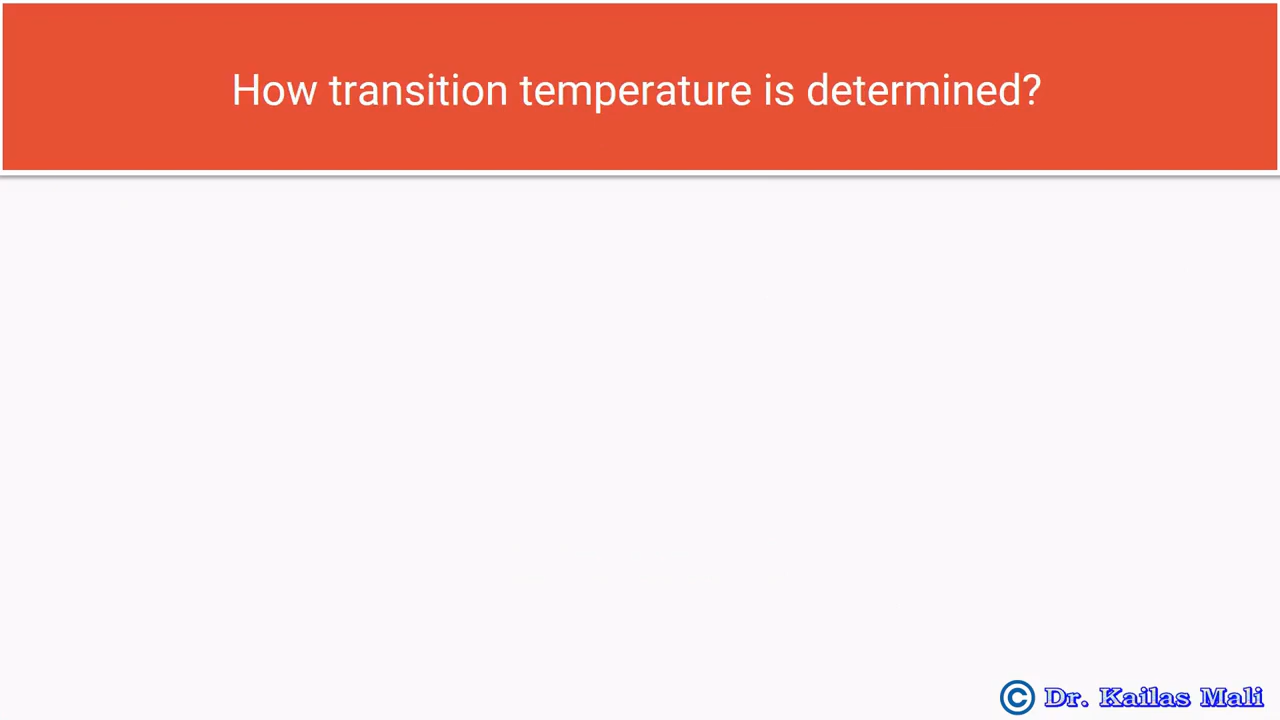 How transition temperature is determined?
© Dr. Kailas Mali